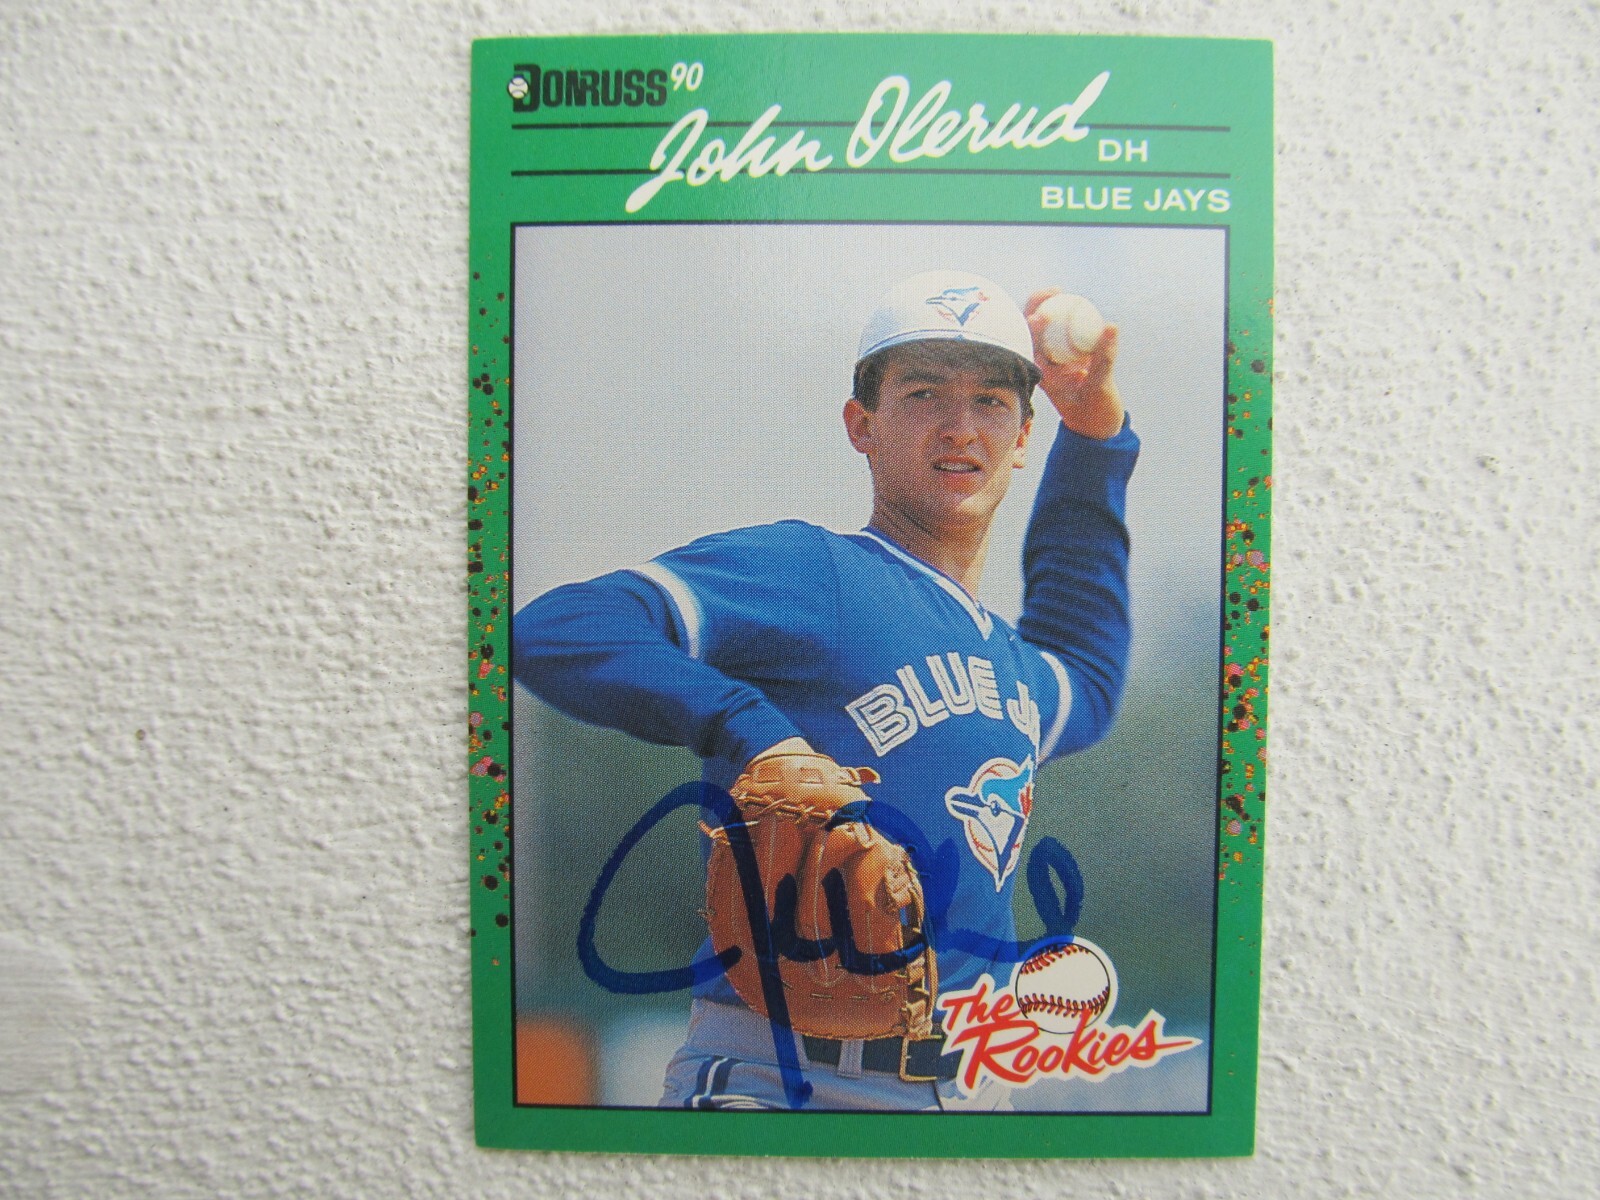 DONRUSS 90
John Olerud DH
BLUE JAYS
BLUE JA
The
Rookies